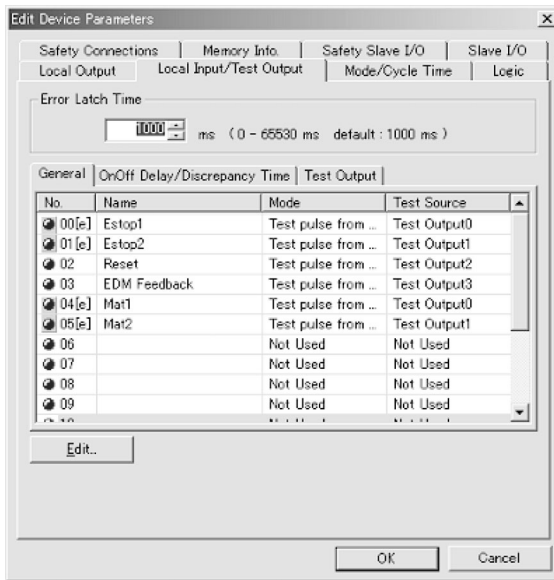 Edit Device Parameters
Safety Connections Memory Info. Safety Slave I/O Slave I/O
Local Output Local Input/Test Output Mode/Cycle Time Logic
Error Latch Time
1000 ms (0 - 65530 ms default : 1000 ms)
General OnOff Delay/Discrepancy Time Test Output
No. Name Mode Test Source
00[e] Estop1 Test pulse from ... Test Output0
01[e] Estop2 Test pulse from ... Test Output1
02 Reset Test pulse from ... Test Output2
03 EDM Feedback Test pulse from ... Test Output3
04[e] Mat1 Test pulse from ... Test Output0
05[e] Mat2 Test pulse from ... Test Output1
06 Not Used Not Used
07 Not Used Not Used
08 Not Used Not Used
09 Not Used Not Used
Edit..
OK Cancel